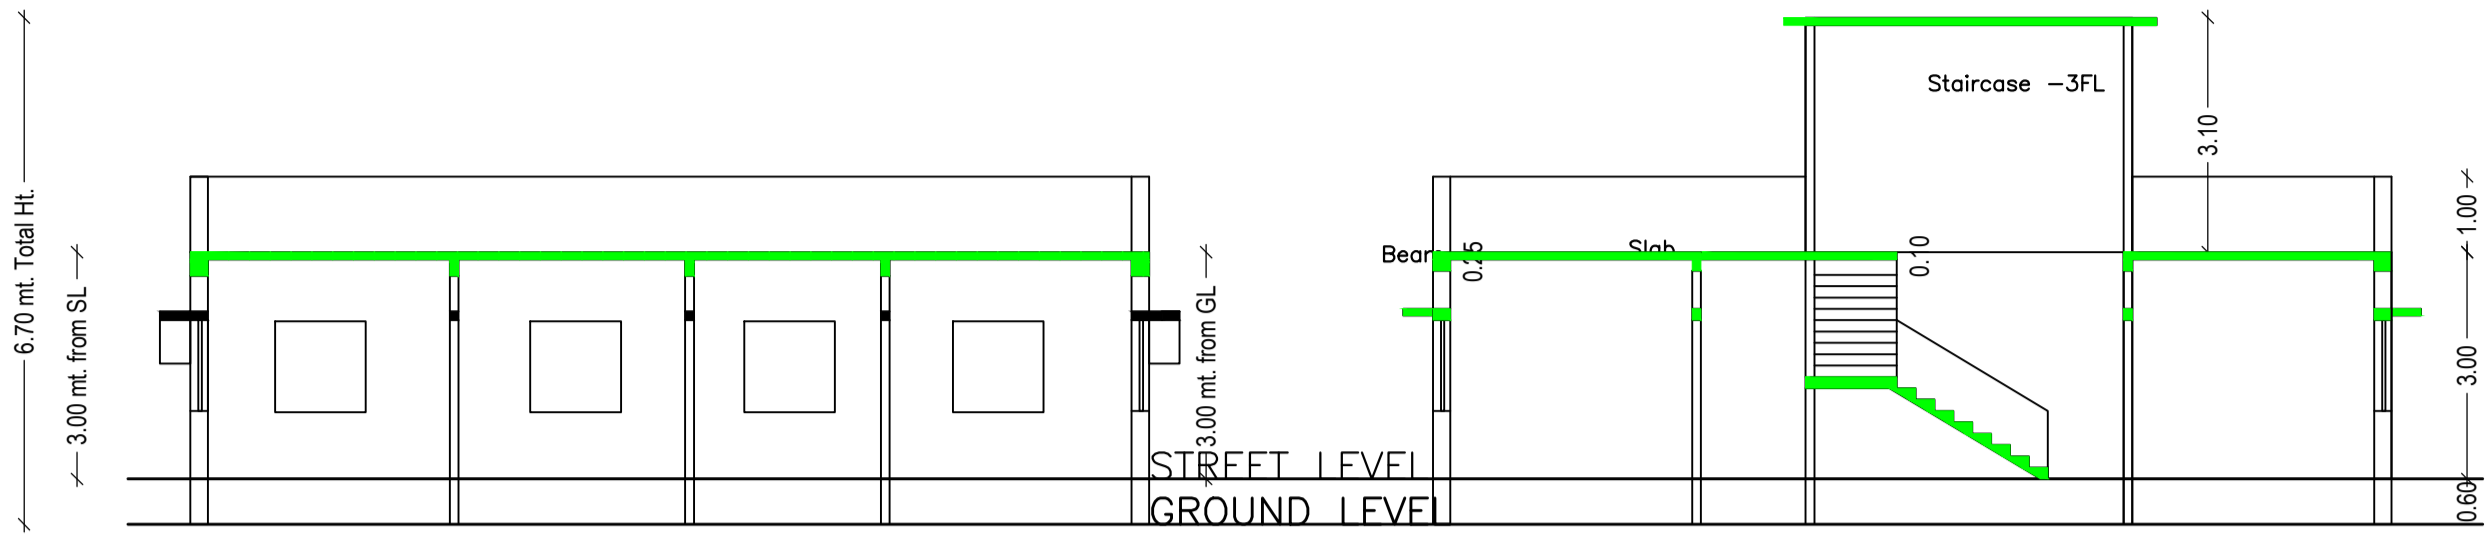 6.70 mt. Total Ht.
3.00 mt. from SL
3.00 mt. from GL
STREET LEVEL
GROUND LEVEL
0.25
Slab
0.10
Staircase -3FL
3.10
1.00
3.00
0.60